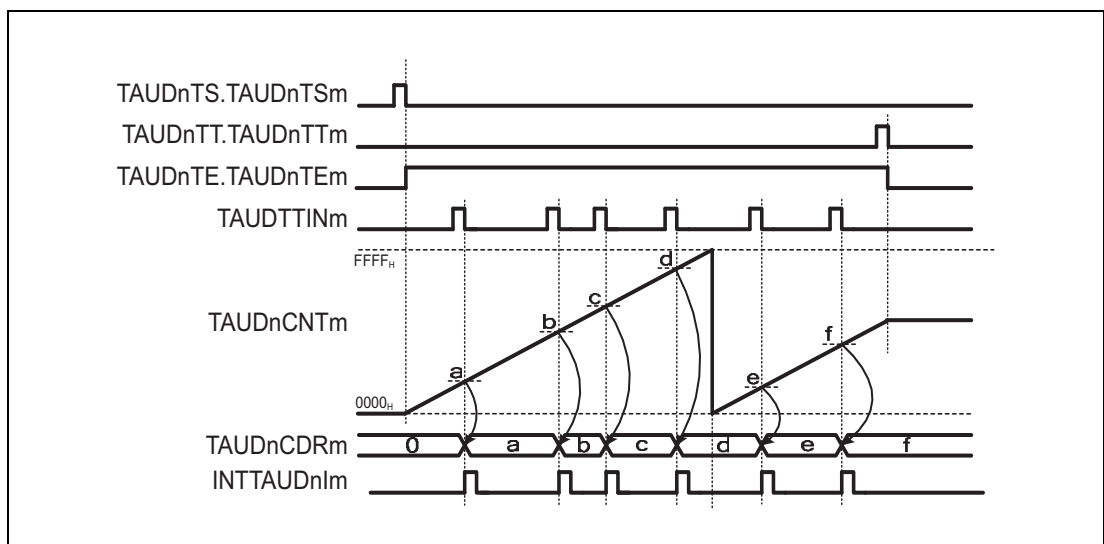 TAUDnTS.TAUDnTSm
TAUDnTT.TAUDnTTm
TAUDnTE.TAUDnTEm
TAUDTTINm
FFFFH
d
c
TAUDnCNTm
b
f
a
e
0000H
TAUDnCDRm 0 a b c d e f
INTTAUDnIm